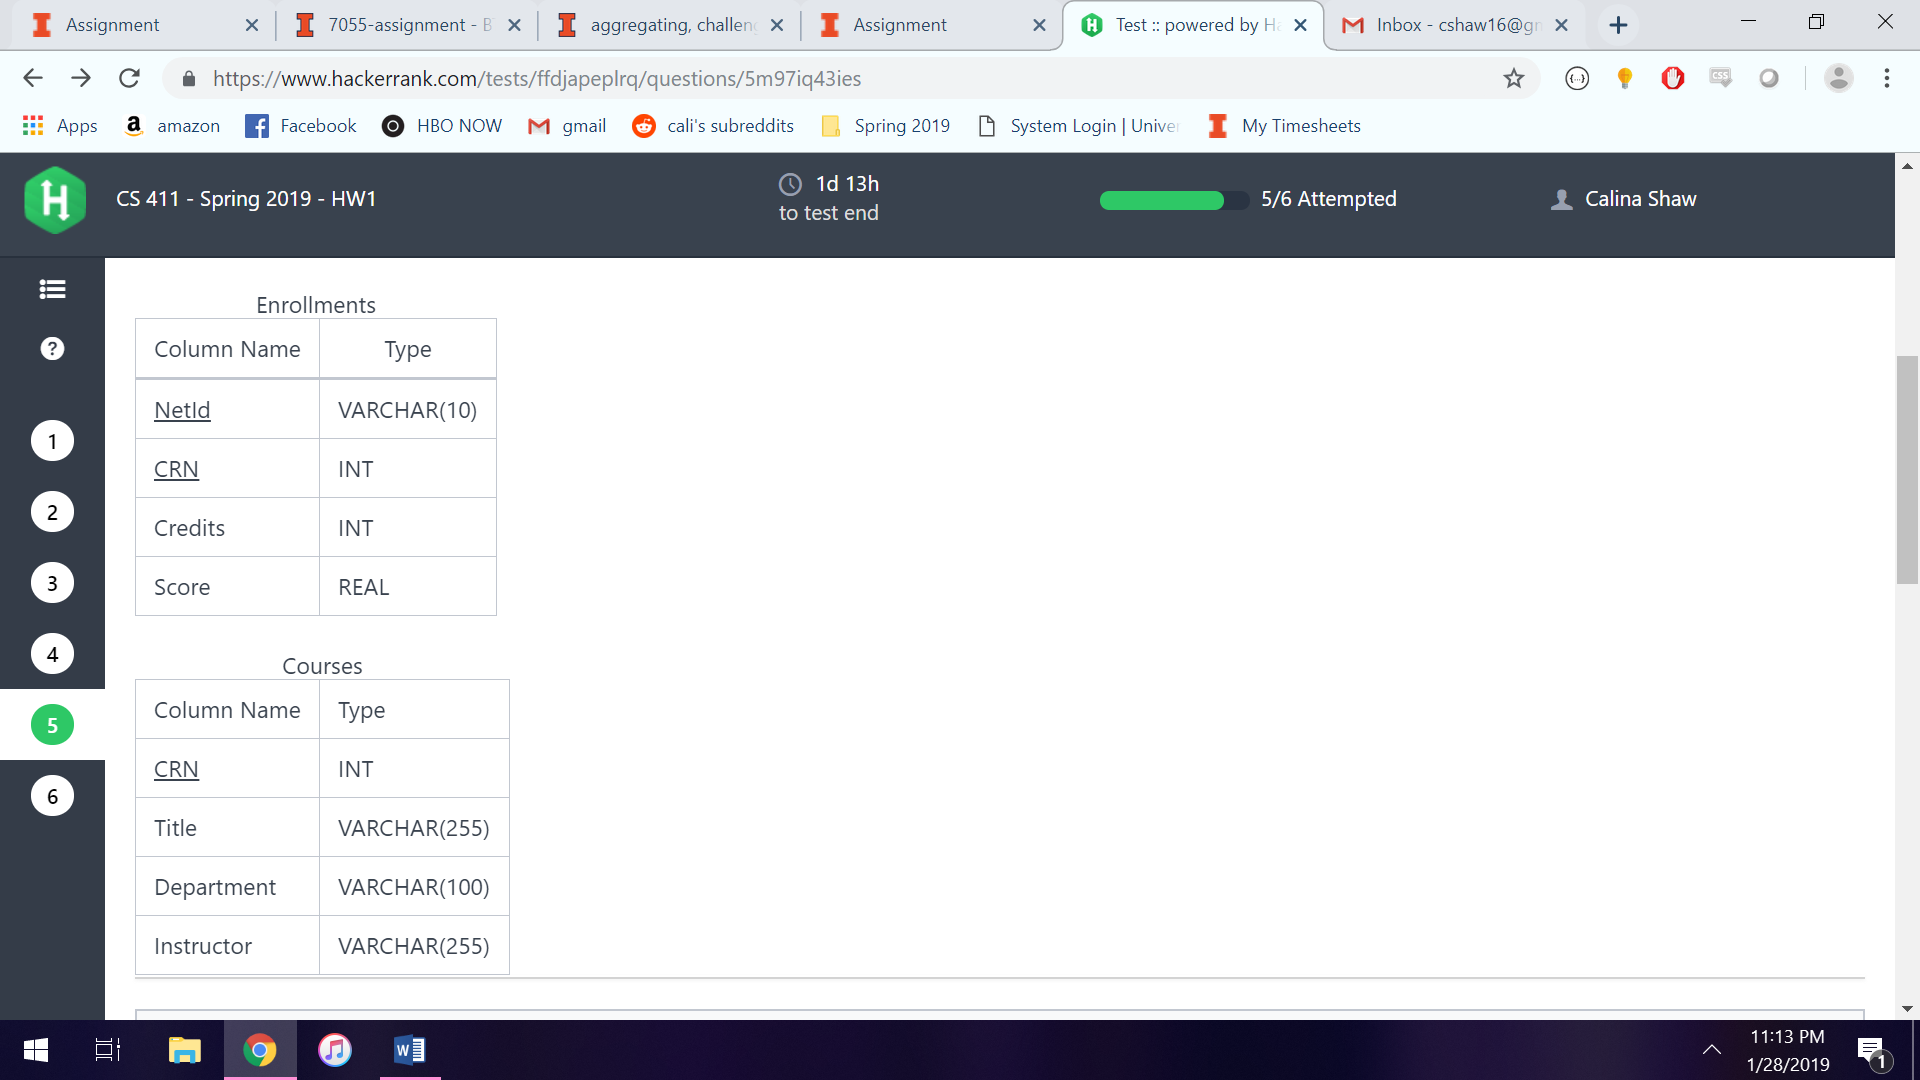 Assignment
7055-assignment - B
aggregating, challen
Assignment
Test :: powered by Ha
Inbox - cshaw16@gm
https://www.hackerrank.com/tests/ffdjapeplrq/questions/5m97iq43ies
Apps
amazon
Facebook
HBO NOW
gmail
cali's subreddits
Spring 2019
System Login | Univer
My Timesheets
CS 411 - Spring 2019 - HW1
1d 13h
to test end
5/6 Attempted
Calina Shaw
Enrollments
Column Name Type
NetId VARCHAR(10)
CRN INT
Credits INT
Score REAL
Courses
Column Name Type
CRN INT
Title VARCHAR(255)
Department VARCHAR(100)
Instructor VARCHAR(255)
1
2
3
4
5
6
11:13 PM
1/28/2019
1